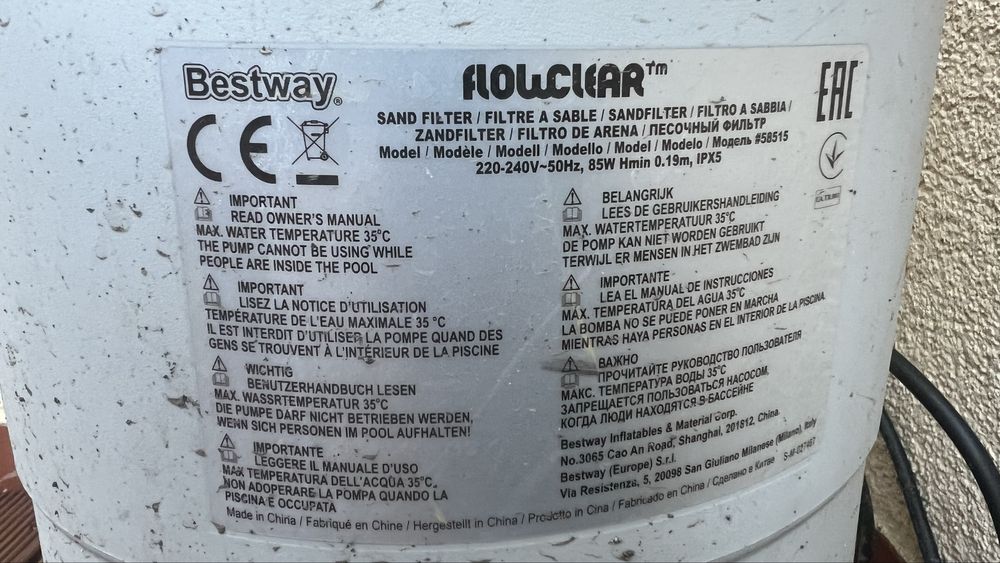 Bestway®
FLOWCLEAR™
EAC
SAND FILTER / FILTRE A SABLE / SANDFILTER / FILTRO A SABBIA /
ZANDFILTER / FILTRO DE ARENA / ПЕСОЧНЫЙ ФИЛЬТР
Model / Modèle / Modell / Modello / Model / Modelo / Модель #58515
220-240V~50Hz, 85W Hmin 0.19m, IPX5
CE
IMPORTANT
READ OWNER'S MANUAL
MAX. WATER TEMPERATURE 35°C
THE PUMP CANNOT BE USING WHILE
PEOPLE ARE INSIDE THE POOL
IMPORTANT
LISEZ LA NOTICE D'UTILISATION
TEMPÉRATURE DE L'EAU MAXIMALE 35 °C
IL EST INTERDIT D'UTILISER LA POMPE QUAND DES
GENS SE TROUVENT À L'INTÉRIEUR DE LA PISCINE
WICHTIG
BENUTZERHANDBUCH LESEN
MAX. WASSRTEMPERATUR 35°C
DIE PUMPE DARF NICHT BETRIEBEN WERDEN,
WENN SICH PERSONEN IM POOL AUFHALTEN!
IMPORTANTE
LEGGERE IL MANUALE D'USO
MAX TEMPERATURA DELL'ACQUA 35°C.
NON ADOPERARE LA POMPA QUANDO LA
PISCINA E OCCUPATA
BELANGRIJK
LEES DE GEBRUIKERSHANDLEIDING
MAX. WATERTEMPERATUUR 35°C
DE POMP KAN NIET WORDEN GEBRUIKT
TERWIJL ER MENSEN IN HET ZWEMBAD ZIJN
IMPORTANTE
LEA EL MANUAL DE INSTRUCCIONES
MÁX. TEMPERATURA DEL AGUA 35°C
LA BOMBA NO SE PUEDE PONER EN MARCHA
MIENTRAS HAYA PERSONAS EN EL INTERIOR DE LA PISCINA
ВАЖНО
ПРОЧИТАЙТЕ РУКОВОДСТВО ПОЛЬЗОВАТЕЛЯ
МАКС. ТЕМПЕРАТУРА ВОДЫ 35°C
ЗАПРЕЩАЕТСЯ ПОЛЬЗОВАТЬСЯ НАСОСОМ,
КОГДА ЛЮДИ НАХОДЯТСЯ В БАССЕЙНЕ
Bestway Inflatables & Material Corp.
No.3065 Cao An Road, Shanghai, 201812, China
Bestway (Europe) S.r.l.
Via Resistenza, 5, 20098 San Giuliano Milanese (Milano), Italy
Made in China / Fabriqué en Chine / Hergestellt in China / Prodotto in Cina / Fabricado en China / Сделано в Китае